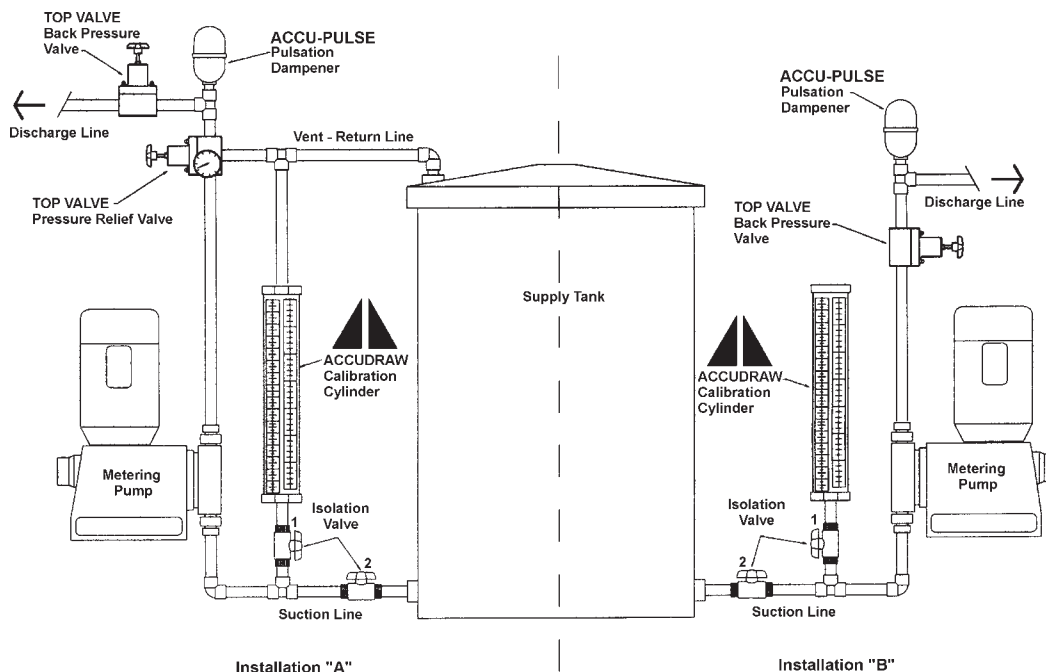 TOP VALVE
Back Pressure
Valve
ACCU-PULSE
Pulsation
Dampener
Discharge Line
Vent - Return Line
TOP VALVE
Pressure Relief Valve
ACCUDRAW
Calibration
Cylinder
Metering
Pump
Isolation
Valve
1
2
Suction Line
Installation "A"
Supply Tank
ACCU-PULSE
Pulsation
Dampener
Discharge Line
TOP VALVE
Back Pressure
Valve
ACCUDRAW
Calibration
Cylinder
Metering
Pump
Isolation
Valve
1
2
Suction Line
Installation "B"